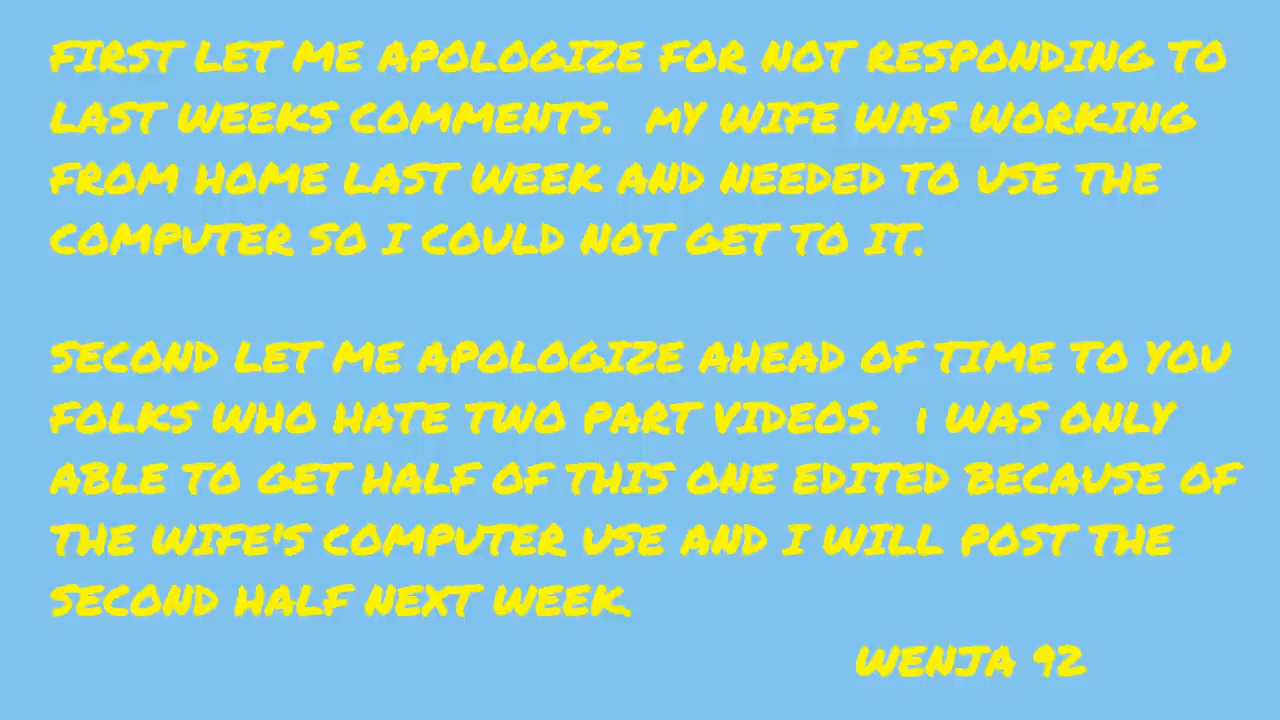 FIRST LET ME APOLOGIZE FOR NOT RESPONDING TO
LAST WEEKS COMMENTS. MY WIFE WAS WORKING
FROM HOME LAST WEEK AND NEEDED TO USE THE
COMPUTER SO I COULD NOT GET TO IT.
SECOND LET ME APOLOGIZE AHEAD OF TIME TO YOU
FOLKS WHO HATE TWO PART VIDEOS. I WAS ONLY
ABLE TO GET HALF OF THIS ONE EDITED BECAUSE OF
THE WIFE'S COMPUTER USE AND I WILL POST THE
SECOND HALF NEXT WEEK.
WENJA 92